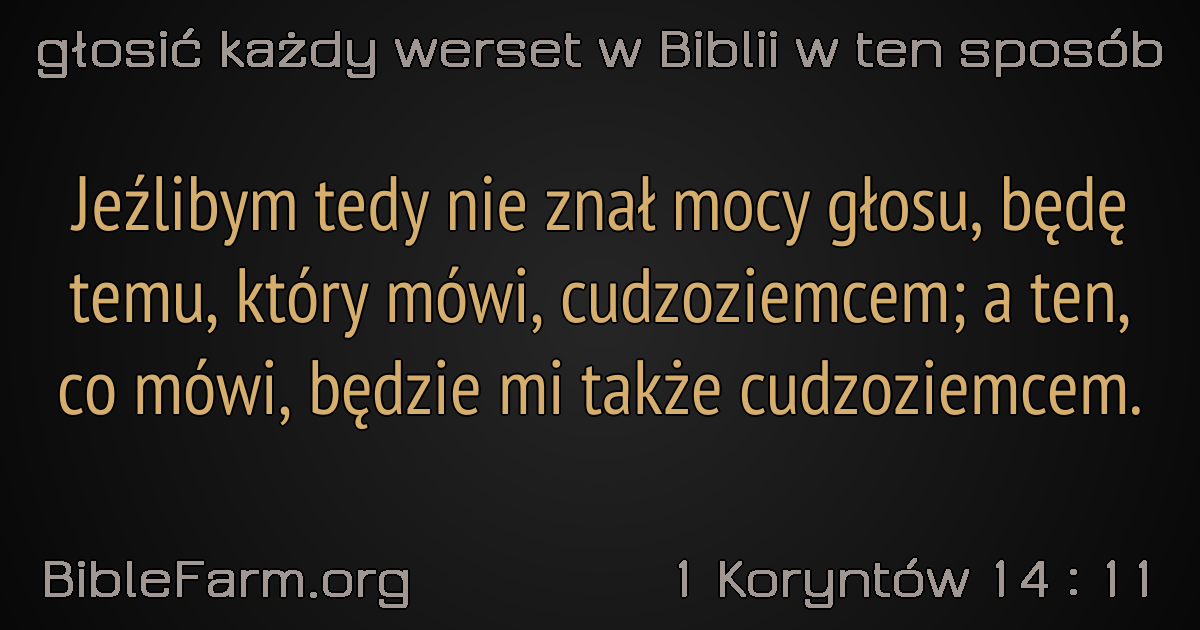 głosić każdy werset w Biblii w ten sposób
Jeźlibym tedy nie znał mocy głosu, będę
temu, który mówi, cudzoziemcem; a ten,
co mówi, będzie mi także cudzoziemcem.
BibleFarm.org
1 Koryntów 14 : 11